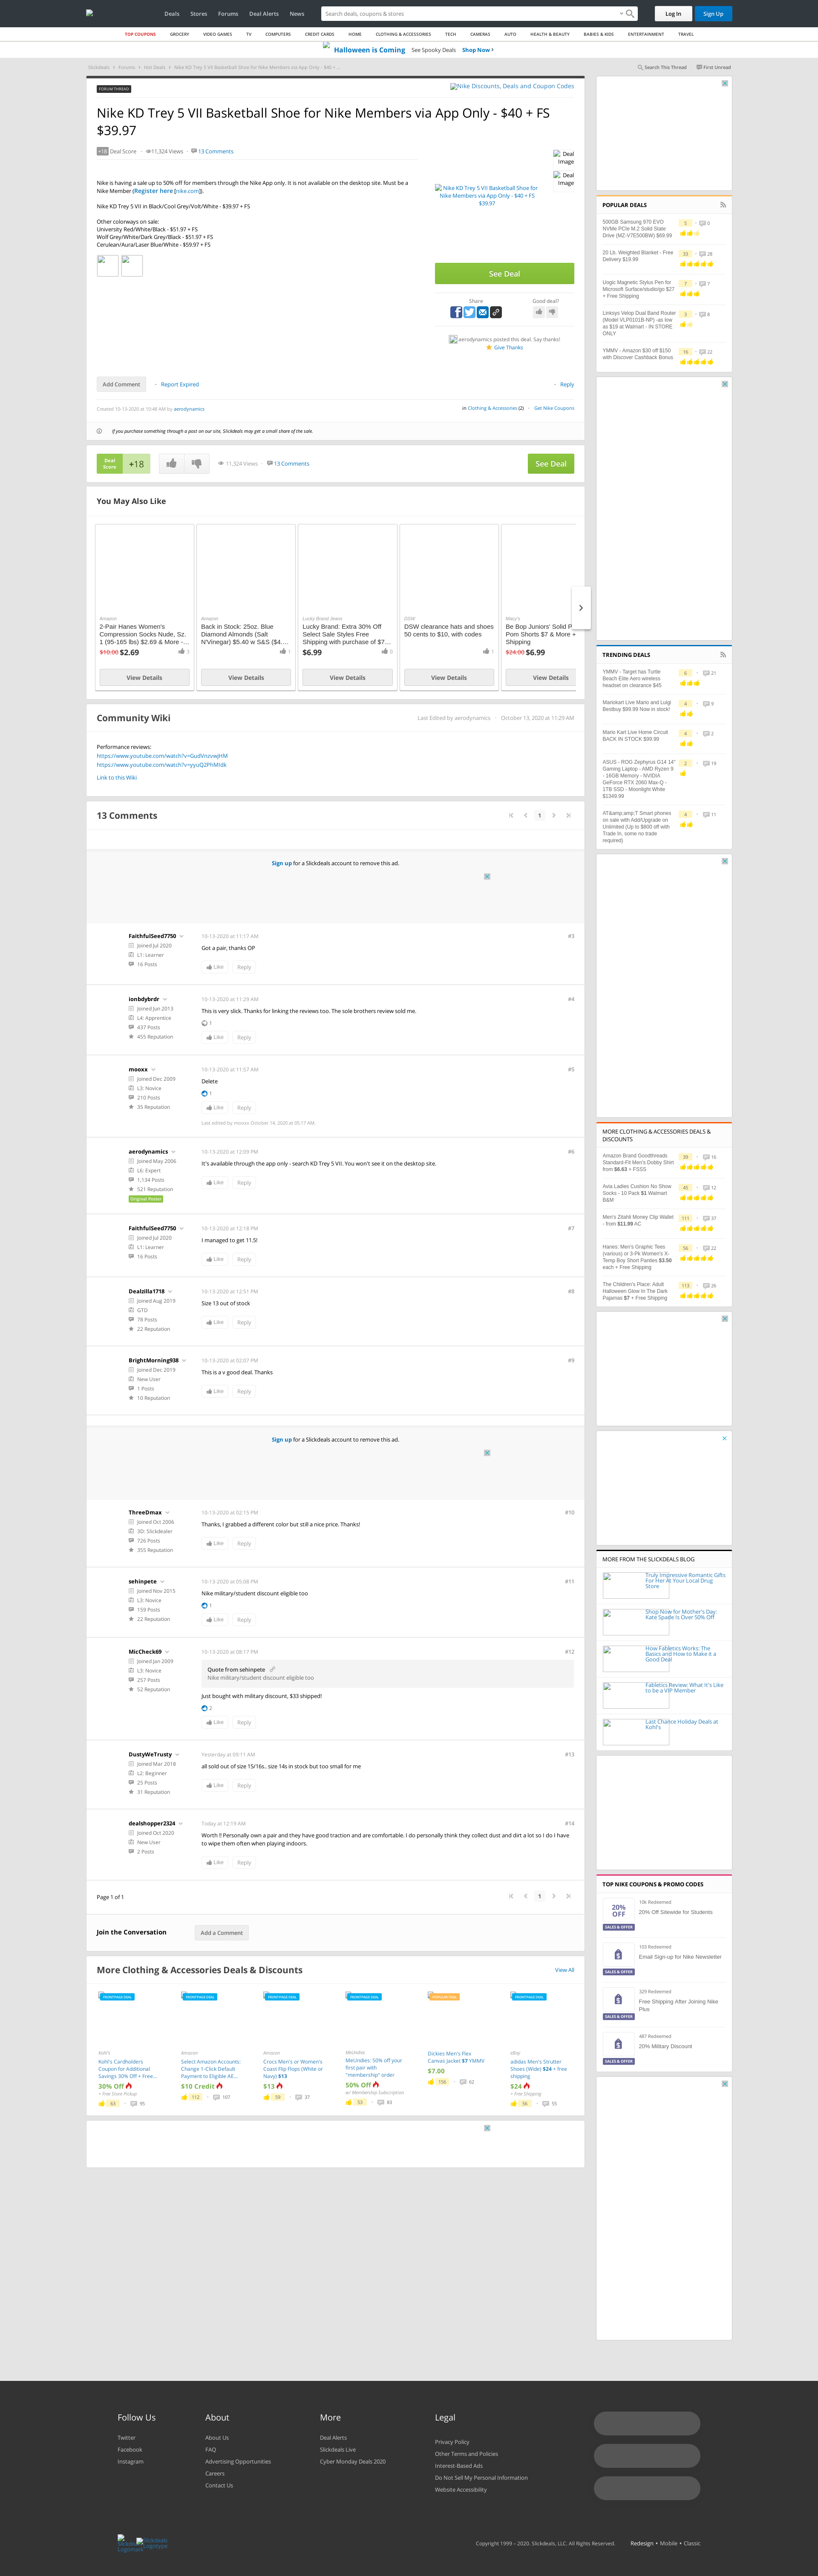 Deals
Stores
Forums
Deal Alerts
News
Search deals, coupons & stores
Log In
Sign Up
TOP COUPONS
GROCERY
VIDEO GAMES
TV
COMPUTERS
CREDIT CARDS
HOME
CLOTHING & ACCESSORIES
TECH
CAMERAS
AUTO
HEALTH & BEAUTY
BABIES & KIDS
ENTERTAINMENT
TRAVEL
Halloween is Coming See Spooky Deals Shop Now ›
Slickdeals > Forums > Hot Deals > Nike KD Trey 5 VII Basketball Shoe for Nike Members via App Only - $40 + ...
Search This Thread
First Unread
FORUM THREAD
Nike Discounts, Deals and Coupon Codes
Nike KD Trey 5 VII Basketball Shoe for Nike Members via App Only - $40 + FS
$39.97
+18 Deal Score
11,324 Views
13 Comments
Nike is having a sale up to 50% off for members through the Nike App only. It is not available on the desktop site. Must be a
Nike Member (Register here [nike.com]).
Nike KD Trey 5 VII in Black/Cool Grey/Volt/White - $39.97 + FS
Other colorways on sale:
University Red/White/Black - $51.97 + FS
Wolf Grey/White/Dark Grey/Black - $51.97 + FS
Cerulean/Aura/Laser Blue/White - $59.97 + FS
Nike KD Trey 5 VII Basketball Shoe for
Nike Members via App Only - $40 + FS
$39.97
Deal
Image
Deal
Image
See Deal
Share
Good deal?
aerodynamics posted this deal. Say thanks!
Give Thanks
Add Comment
Report Expired
Reply
Created 10-13-2020 at 10:48 AM by aerodynamics
in Clothing & Accessories (2)
Get Nike Coupons
If you purchase something through a post on our site, Slickdeals may get a small share of the sale.
Deal
Score
+18
11,324 Views
13 Comments
See Deal
You May Also Like
Amazon
2-Pair Hanes Women's
Compression Socks Nude, Sz.
1 (95-165 lbs) $2.69 & More -...
$10.00 $2.69
3
View Details
Amazon
Back in Stock: 25oz. Blue
Diamond Almonds (Salt
N'Vinegar) $5.40 w S&S ($4....
1
View Details
Lucky Brand Jeans
Lucky Brand: Extra 30% Off
Select Sale Styles Free
Shipping with purchase of $7...
$6.99
0
View Details
DSW
DSW clearance hats and shoes
50 cents to $10, with codes
1
View Details
Macy's
Be Bop Juniors' Solid P
Pom Shorts $7 & More +
Shipping
$24.00 $6.99
View Details
Community Wiki
Last Edited by aerodynamics
October 13, 2020 at 11:29 AM
Performance reviews:
https://www.youtube.com/watch?v=GudVnzvwjHM
https://www.youtube.com/watch?v=yyuQ2PhMldk
Link to this Wiki
13 Comments
1
Sign up for a Slickdeals account to remove this ad.
FaithfulSeed7750
Joined Jul 2020
L1: Learner
16 Posts
10-13-2020 at 11:17 AM
#3
Got a pair, thanks OP
Like
Reply
ionbdybrdr
Joined Jun 2013
L4: Apprentice
437 Posts
455 Reputation
10-13-2020 at 11:29 AM
#4
This is very slick. Thanks for linking the reviews too. The sole brothers review sold me.
1
Like
Reply
mooxx
Joined Dec 2009
L3: Novice
210 Posts
35 Reputation
10-13-2020 at 11:57 AM
#5
Delete
1
Like
Reply
Last edited by mooxx October 14, 2020 at 05:17 AM.
aerodynamics
Joined May 2006
L6: Expert
1,134 Posts
521 Reputation
Original Poster
10-13-2020 at 12:09 PM
#6
It's available through the app only - search KD Trey 5 VII. You won't see it on the desktop site.
Like
Reply
FaithfulSeed7750
Joined Jul 2020
L1: Learner
16 Posts
10-13-2020 at 12:18 PM
#7
I managed to get 11.5!
Like
Reply
Dealzilla1718
Joined Aug 2019
GTD
78 Posts
22 Reputation
10-13-2020 at 12:51 PM
#8
Size 13 out of stock
Like
Reply
BrightMorning938
Joined Dec 2019
New User
1 Posts
10 Reputation
10-13-2020 at 02:07 PM
#9
This is a v good deal. Thanks
Like
Reply
Sign up for a Slickdeals account to remove this ad.
ThreeDmax
Joined Oct 2006
3D: Slickdealer
726 Posts
355 Reputation
10-13-2020 at 02:15 PM
#10
Thanks, I grabbed a different color but still a nice price. Thanks!
Like
Reply
sehinpete
Joined Nov 2015
L3: Novice
159 Posts
22 Reputation
10-13-2020 at 05:08 PM
#11
Nike military/student discount eligible too
1
Like
Reply
MicCheck69
Joined Jan 2009
L3: Novice
257 Posts
52 Reputation
10-13-2020 at 08:17 PM
#12
Quote from sehinpete
Nike military/student discount eligible too
Just bought with military discount, $33 shipped!
2
Like
Reply
DustyWeTrusty
Joined Mar 2018
L2: Beginner
25 Posts
31 Reputation
Yesterday at 09:11 AM
#13
all sold out of size 15/16s.. size 14s in stock but too small for me
Like
Reply
dealshopper2324
Joined Oct 2020
New User
2 Posts
Today at 12:19 AM
#14
Worth !! Personally own a pair and they have good traction and are comfortable. I do personally think they collect dust and dirt a lot so I do I have
to wipe them often when playing indoors.
Like
Reply
Page 1 of 1
1
Join the Conversation
Add a Comment
More Clothing & Accessories Deals & Discounts
View All
FRONTPAGE DEAL
Kohl's
Kohl's Cardholders
Coupon for Additional
Savings 30% Off + Free...
30% Off
+ Free Store Pickup
63
95
FRONTPAGE DEAL
Amazon
Select Amazon Accounts:
Change 1-Click Default
Payment to Eligible AE...
$10 Credit
112
107
FRONTPAGE DEAL
Amazon
Crocs Men's or Women's
Coast Flip Flops (White or
Navy) $13
$13
59
37
FRONTPAGE DEAL
MeUndies
MeUndies: 50% off your
first pair with
"membership" order
50% Off
w/ Membership Subscription
53
83
POPULAR DEAL
Dickies Men's Flex
Canvas Jacket $7 YMMV
$7.00
156
62
FRONTPAGE DEAL
eBay
adidas Men's Strutter
Shoes (Wide) $24 + free
shipping
$24
+ Free Shipping
56
55
POPULAR DEALS
500GB Samsung 970 EVO
NVMe PCIe M.2 Solid State
Drive (MZ-V7E500BW) $69.99
5
0
20 Lb. Weighted Blanket - Free
Delivery $19.99
33
28
Uogic Magnetic Stylus Pen for
Microsoft Surface/studio/go $27
+ Free Shipping
7
7
Linksys Velop Dual Band Router
(Model VLP0101B-NP) -as low
as $19 at Walmart - IN STORE
ONLY
3
6
YMMV - Amazon $30 off $150
with Discover Cashback Bonus
16
22
TRENDING DEALS
YMMV - Target has Turtle
Beach Elite Aero wireless
headset on clearance $45
6
21
Mariokart Live Mario and Luigi
Bestbuy $99.99 Now in stock!
4
9
Mario Kart Live Home Circuit
BACK IN STOCK $99.99
4
2
ASUS - ROG Zephyrus G14 14"
Gaming Laptop - AMD Ryzen 9
- 16GB Memory - NVIDIA
GeForce RTX 2060 Max-Q -
1TB SSD - Moonlight White
$1349.99
2
19
AT&amp;amp;T Smart phones
on sale with Add/Upgrade on
Unlimited (Up to $800 off with
Trade In, some no trade
required)
4
11
MORE CLOTHING & ACCESSORIES DEALS &
DISCOUNTS
Amazon Brand Goodthreads
Standard-Fit Men's Dobby Shirt
from $6.63 + FSSS
39
16
Avia Ladies Cushion No Show
Socks - 10 Pack $1 Walmart
B&M
45
12
Men's Zitahli Money Clip Wallet
- from $11.99 AC
111
37
Hanes: Men's Graphic Tees
(various) or 3-Pk Women's X-
Temp Boy Short Panties $3.50
each + Free Shipping
56
22
The Children's Place: Adult
Halloween Glow In The Dark
Pajamas $7 + Free Shipping
113
26
MORE FROM THE SLICKDEALS BLOG
Truly Impressive Romantic Gifts
For Her At Your Local Drug
Store
Shop Now for Mother's Day:
Kate Spade Is Over 50% Off
How Fabletics Works: The
Basics and How to Make it a
Good Deal
Fabletics Review: What It's Like
to be a VIP Member
Last Chance Holiday Deals at
Kohl's
TOP NIKE COUPONS & PROMO CODES
20%
OFF
SALES & OFFER
10k Redeemed
20% Off Sitewide for Students
SALES & OFFER
103 Redeemed
Email Sign-up for Nike Newsletter
SALES & OFFER
329 Redeemed
Free Shipping After Joining Nike
Plus
SALES & OFFER
487 Redeemed
20% Military Discount
Follow Us
Twitter
Facebook
Instagram
About
About Us
FAQ
Advertising Opportunities
Careers
Contact Us
More
Deal Alerts
Slickdeals Live
Cyber Monday Deals 2020
Legal
Privacy Policy
Other Terms and Policies
Interest-Based Ads
Do Not Sell My Personal Information
Website Accessibility
Slickdeals
Logomark
Slickdeals
Logotype
Copyright 1999 - 2020. Slickdeals, LLC. All Rights Reserved.
Redesign • Mobile • Classic